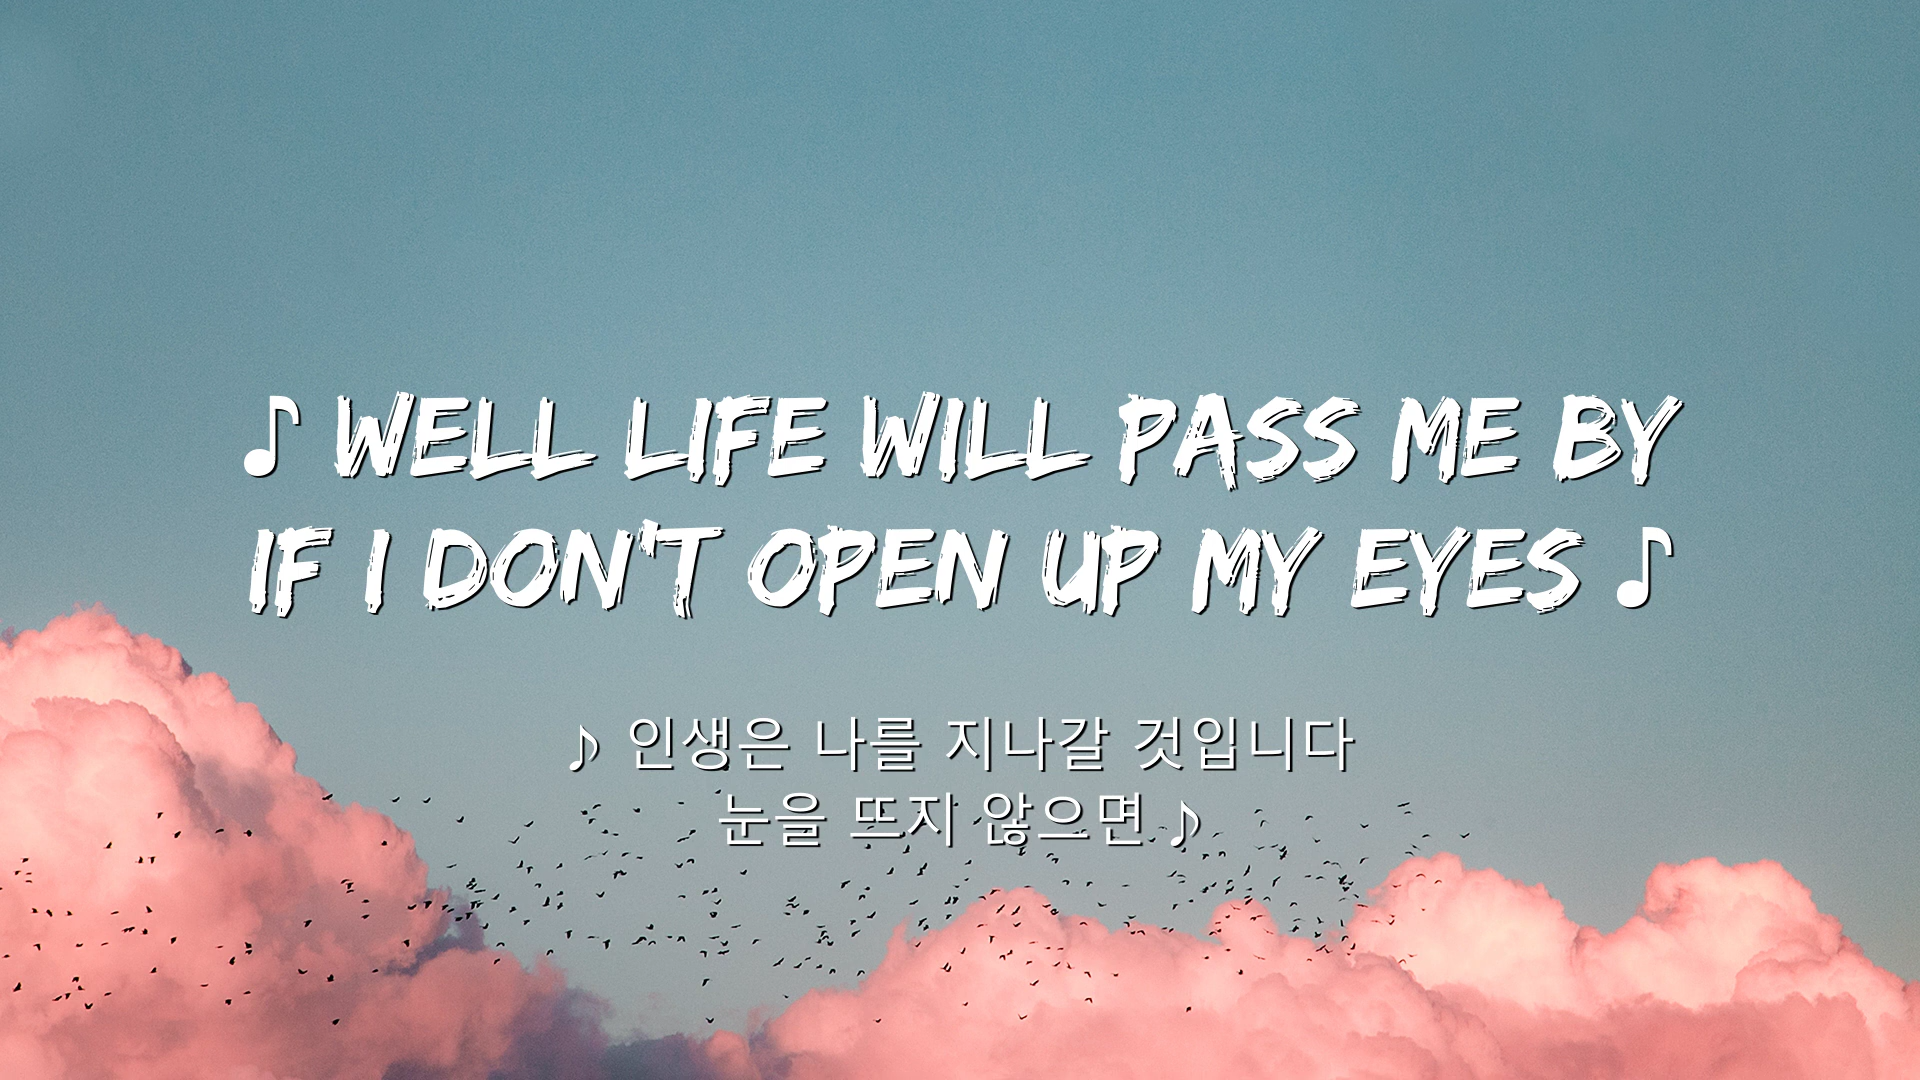 ♪ WELL LIFE WILL PASS ME BY
IF I DON'T OPEN UP MY EYES ♪
♪ 인생은 나를 지나갈 것입니다
눈을 뜨지 않으면 ♪